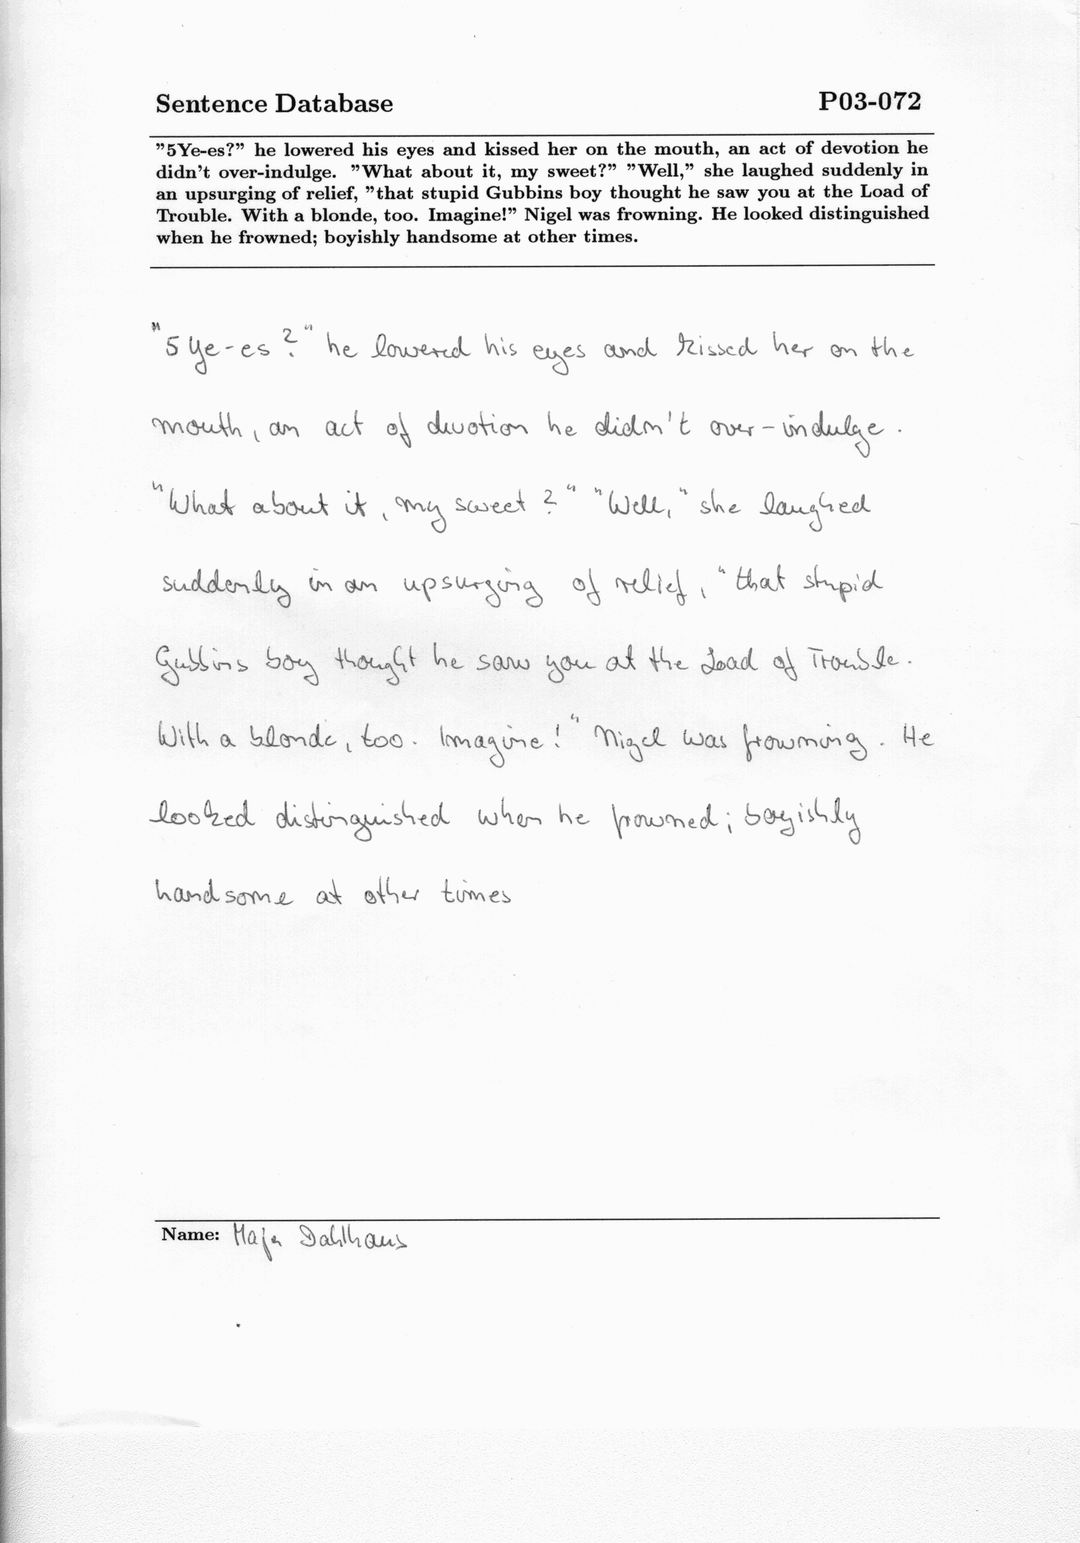 Sentence Database P03-072
"5Ye-es?" he lowered his eyes and kissed her on the mouth, an act of devotion he
didn't over-indulge. "What about it, my sweet?" "Well," she laughed suddenly in
an upsurging of relief, "that stupid Gubbins boy thought he saw you at the Load of
Trouble. With a blonde, too. Imagine!" Nigel was frowning. He looked distinguished
when he frowned; boyishly handsome at other times.
"5Ye-es?" he lowered his eyes and kissed her on the
mouth, an act of devotion he didn't over-indulge.
"What about it, my sweet?" "Well," she laughed
suddenly in an upsurging of relief, "that stupid
Gubbins boy thought he saw you at the Load of Trouble.
With a blonde, too. Imagine!" Nigel was frowning. He
looked distinguished when he frowned; boyishly
handsome at other times
Name: Maja Dahlhaus